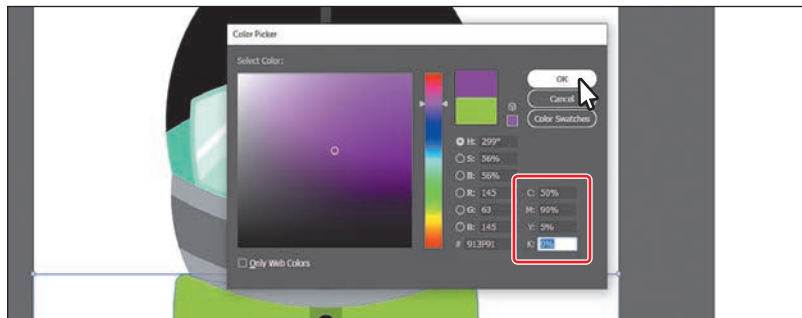 Color Picker
Select Color:
OK
Cancel
Color Swatches
H: 299°
S: 56%
B: 56%
R: 145
G: 63
B: 145
# 913F91
C: 50%
M: 90%
Y: 5%
K: 0%
Only Web Colors